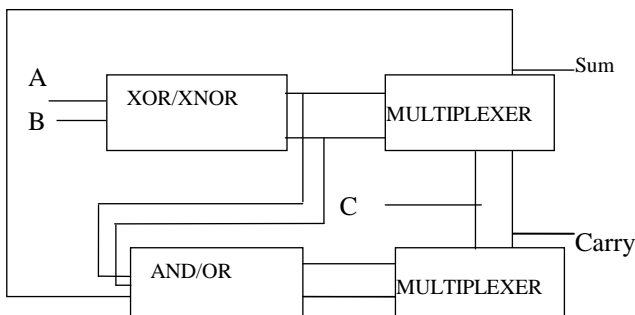 Sum
A
XOR/XNOR
MULTIPLEXER
B
C
Carry
AND/OR
MULTIPLEXER